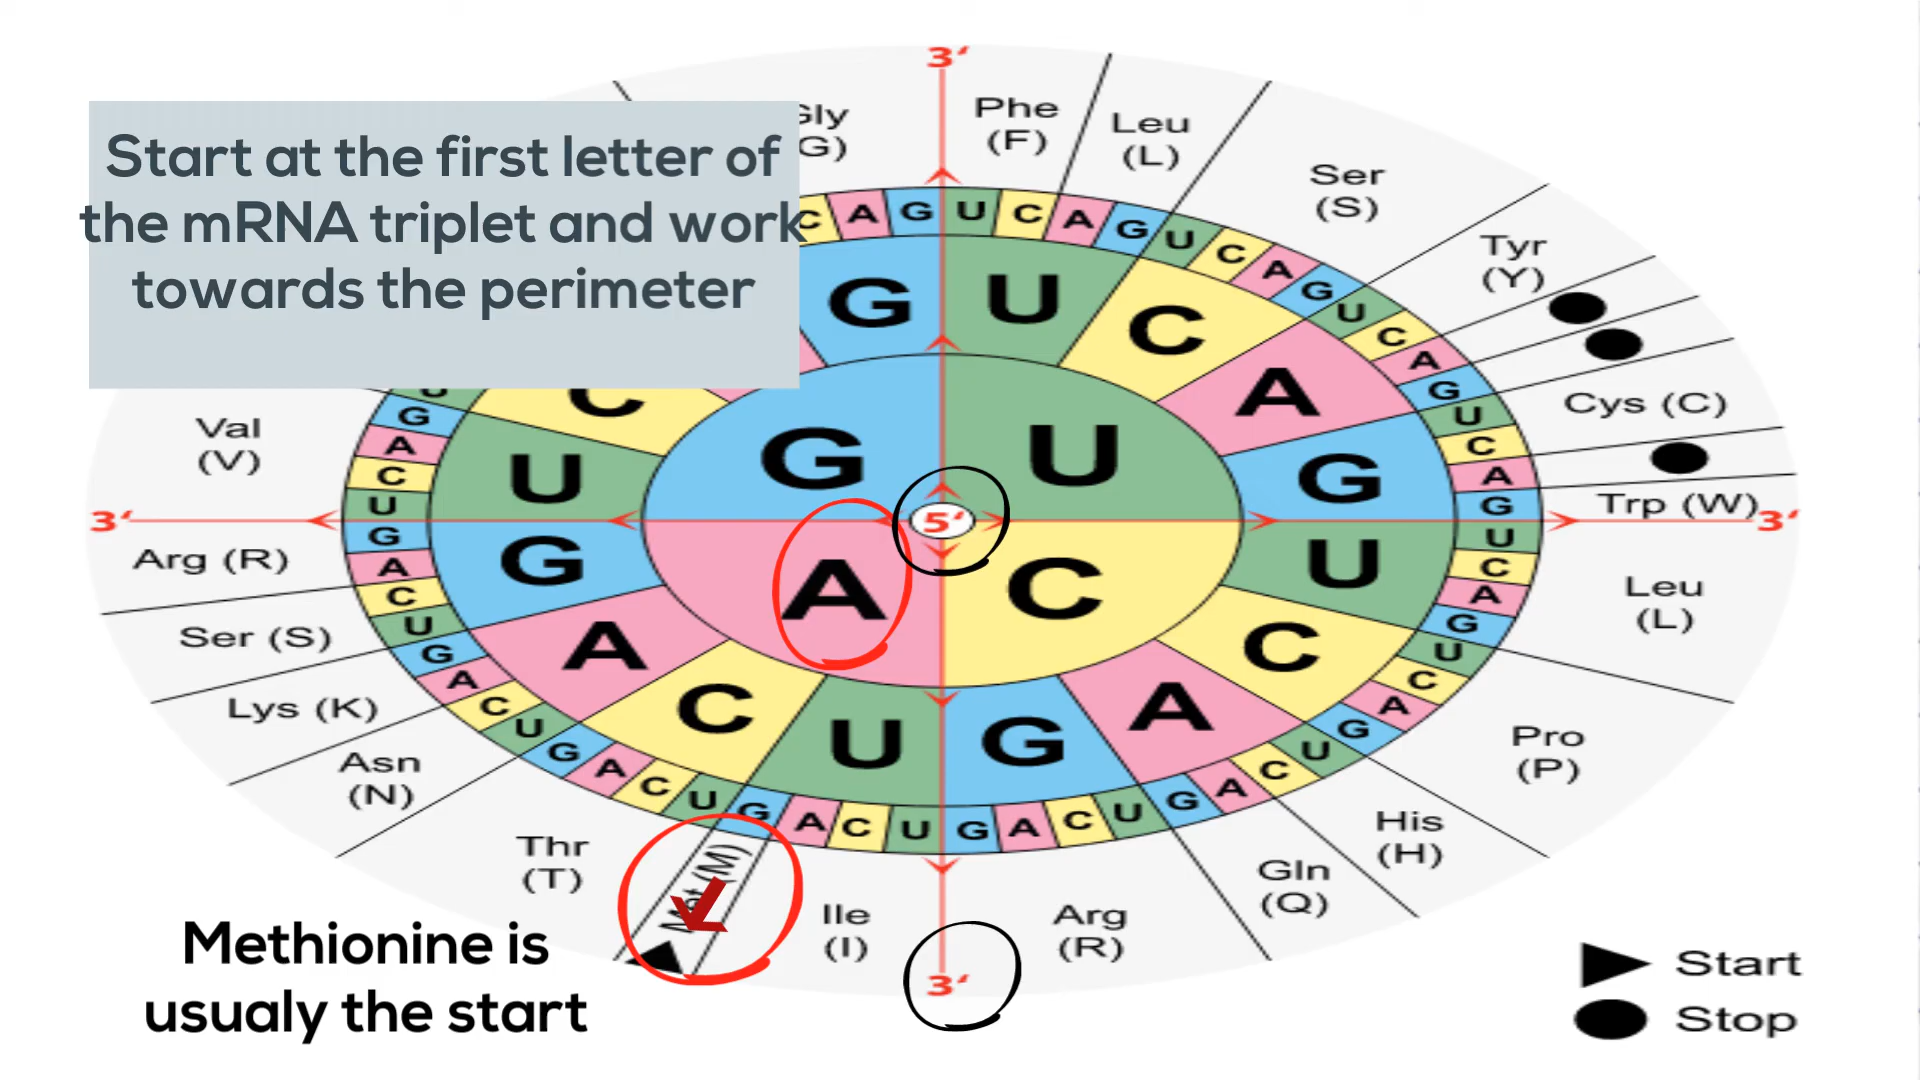 Start at the first letter of
the mRNA triplet and work
towards the perimeter
3‘
Gly
(G)
Phe
(F)
Leu
(L)
Ser
(S)
Tyr
(Y)
Cys (C)
Trp (W)
3‘
Leu
(L)
Pro
(P)
His
(H)
Gln
(Q)
Arg
(R)
3‘
Ile
(I)
Met (M)
Thr
(T)
Asn
(N)
Lys (K)
Ser (S)
Arg (R)
3‘
Val
(V)
C A G U C A G U C A G U C A G U C A G U C A G U C A G U C A G U C A G U C A G U C A G U C A G U C A G U
G U C A G U C A G U C A G U C
G U
5‘
A C
Methionine is
usualy the start
Start
Stop